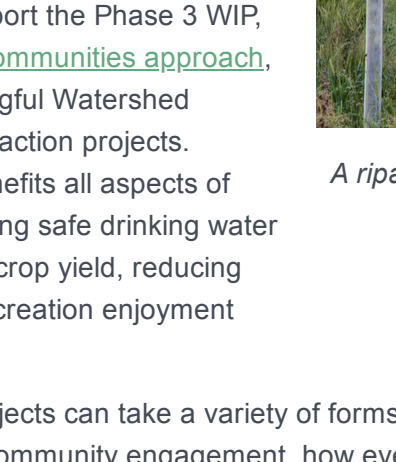 port the Phase 3 WIP,
ommunities approach,
gful Watershed
action projects.
nefits all aspects of
ng safe drinking water
crop yield, reducing
creation enjoyment
A ripa
jects can take a variety of forms
ommunity engagement, how eve